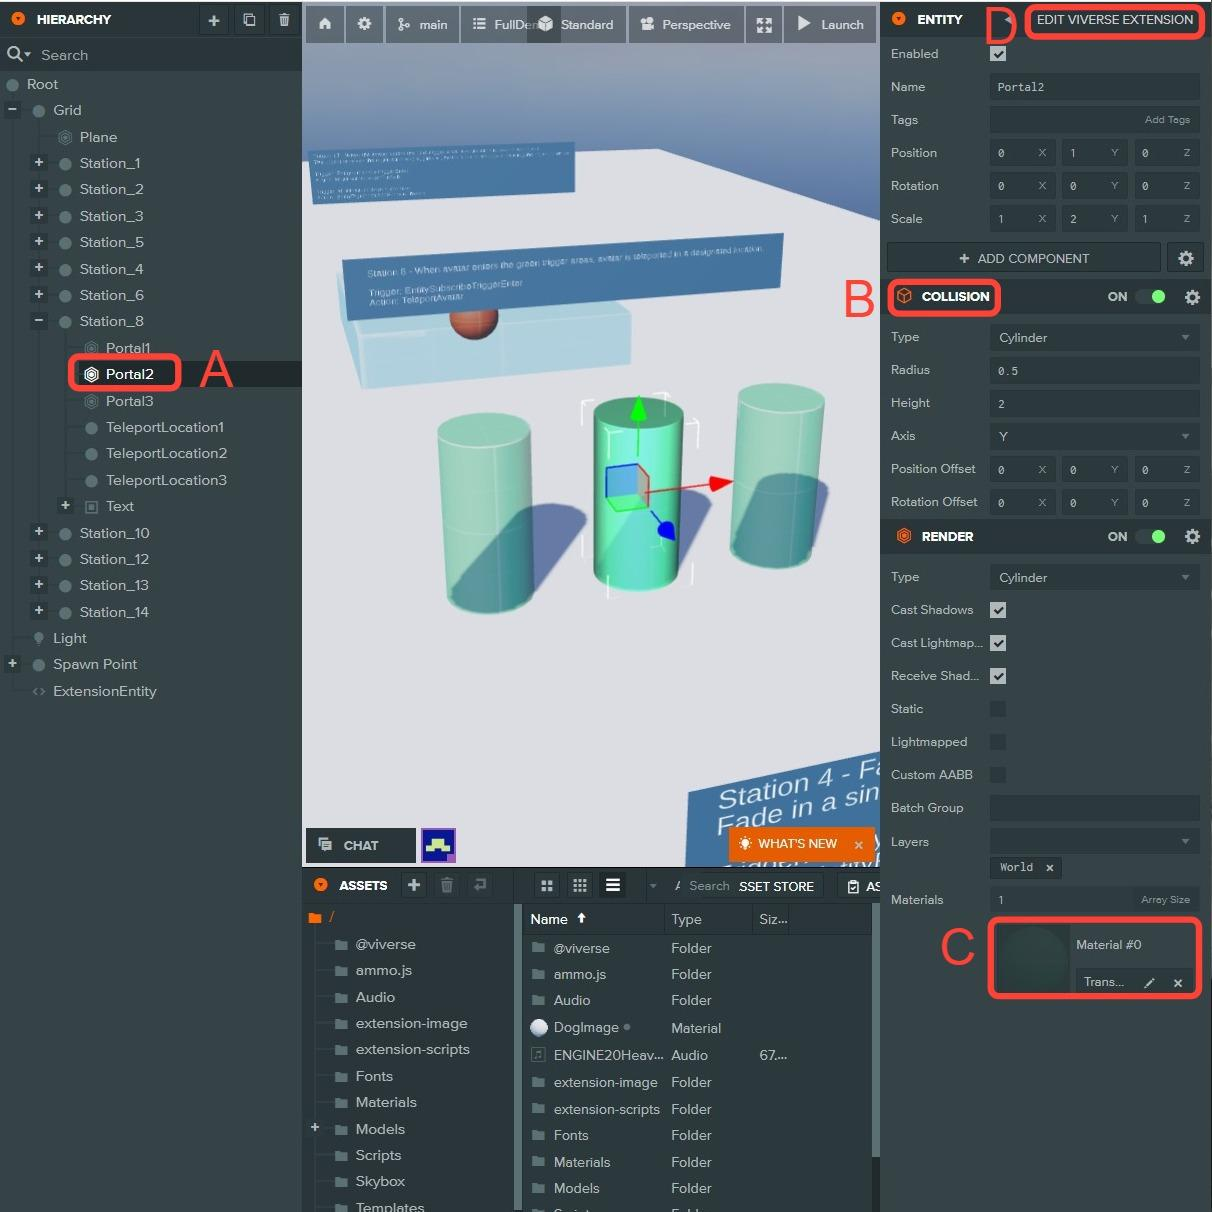 HIERARCHY
Search
Root
Grid
Plane
Station_1
Station_2
Station_3
Station_5
Station_4
Station_6
Station_8
Portal1
Portal2
A
Portal3
TeleportLocation1
TeleportLocation2
TeleportLocation3
Text
Station_10
Station_12
Station_13
Station_14
Light
Spawn Point
ExtensionEntity
main
FullDe
Standard
Perspective
Launch
Station 8 - When avatar enters the green trigger areas, avatar is teleported in a designated location.
Trigger: EntitySubscribeTriggerEnter
Action: TeleportAvatar
Station 4 - Fa
Fade in a sin
CHAT
WHAT'S NEW
ASSETS
Search
SSET STORE
AS
/
@viverse
ammo.js
Audio
extension-image
extension-scripts
Fonts
Materials
Models
Scripts
Skybox
Templates
Name Type Siz...
@viverse Folder
ammo.js Folder
Audio Folder
DogImage Material
ENGINE20Heav... Audio 67....
extension-image Folder
extension-scripts Folder
Fonts Folder
Materials Folder
Models Folder
ENTITY
D
EDIT VIVERSE EXTENSION
Enabled
Name Portal2
Tags Add Tags
Position 0 X 1 Y 0 Z
Rotation 0 X 0 Y 0 Z
Scale 1 X 2 Y 1 Z
ADD COMPONENT
B
COLLISION ON
Type Cylinder
Radius 0.5
Height 2
Axis Y
Position Offset 0 X 0 Y 0 Z
Rotation Offset 0 X 0 Y 0 Z
RENDER ON
Type Cylinder
Cast Shadows
Cast Lightmap...
Receive Shad...
Static
Lightmapped
Custom AABB
Batch Group
Layers
World
Materials 1 Array Size
C
Material #0
Trans...